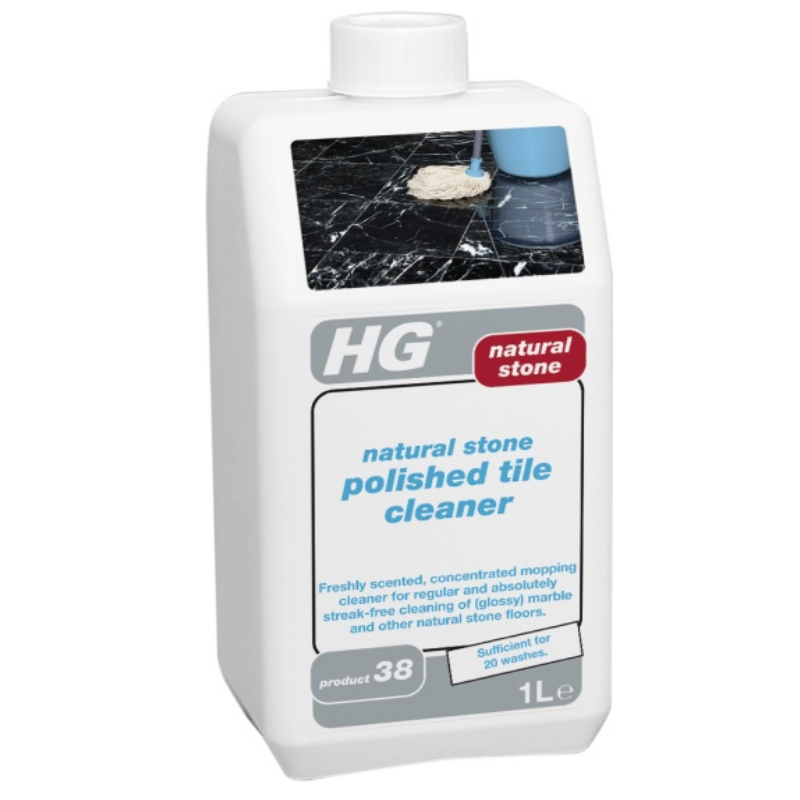 HG®
natural
stone
natural stone
polished tile
cleaner
Freshly scented, concentrated mopping
cleaner for regular and absolutely
streak-free cleaning of (glossy) marble
and other natural stone floors.
Sufficient for
20 washes.
product 38
1L℮